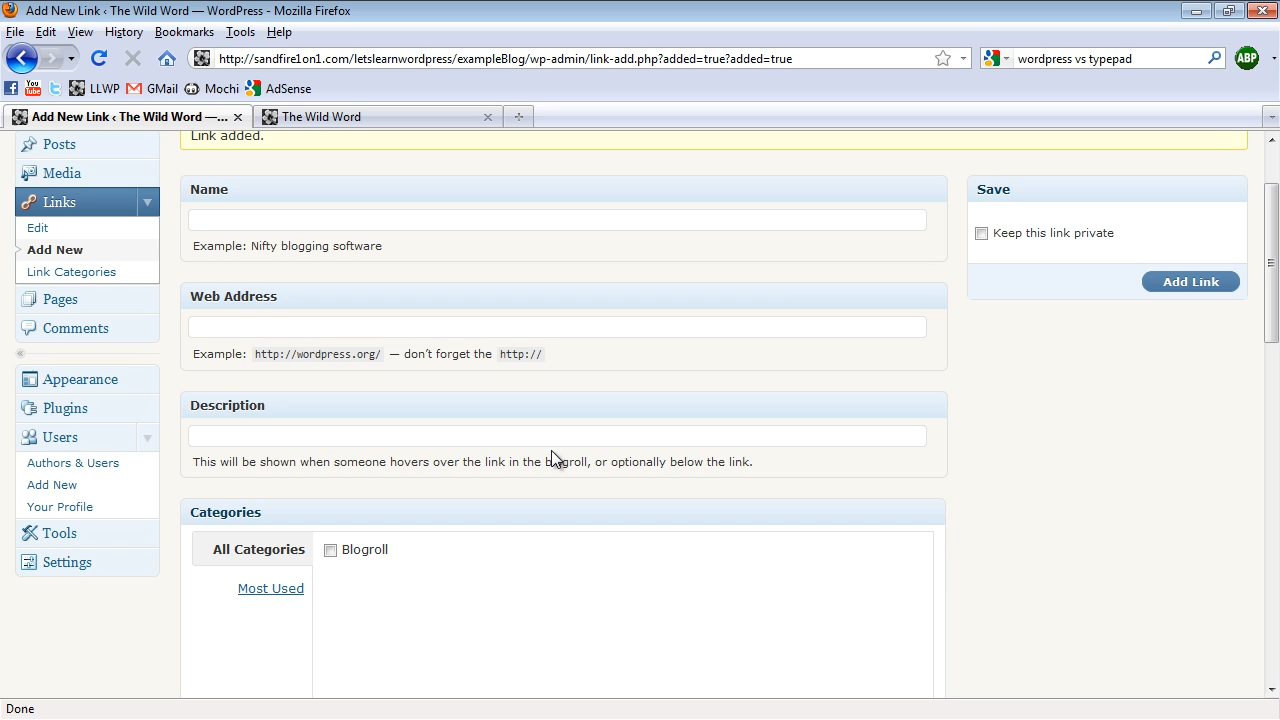 Add New Link ‹ The Wild Word — WordPress - Mozilla Firefox
File Edit View History Bookmarks Tools Help
http://sandfire1on1.com/letslearnwordpress/exampleBlog/wp-admin/link-add.php?added=true?added=true
wordpress vs typepad
ABP
You Tube LLWP GMail Mochi AdSense
Add New Link ‹ The Wild Word —...
The Wild Word
Link added.
Posts
Media
Links
Edit
Add New
Link Categories
Pages
Comments
Appearance
Plugins
Users
Authors & Users
Add New
Your Profile
Tools
Settings
Name
Example: Nifty blogging software
Web Address
Example: http://wordpress.org/ — don’t forget the http://
Description
This will be shown when someone hovers over the link in the blogroll, or optionally below the link.
Categories
All Categories
Blogroll
Most Used
Save
Keep this link private
Add Link
Done